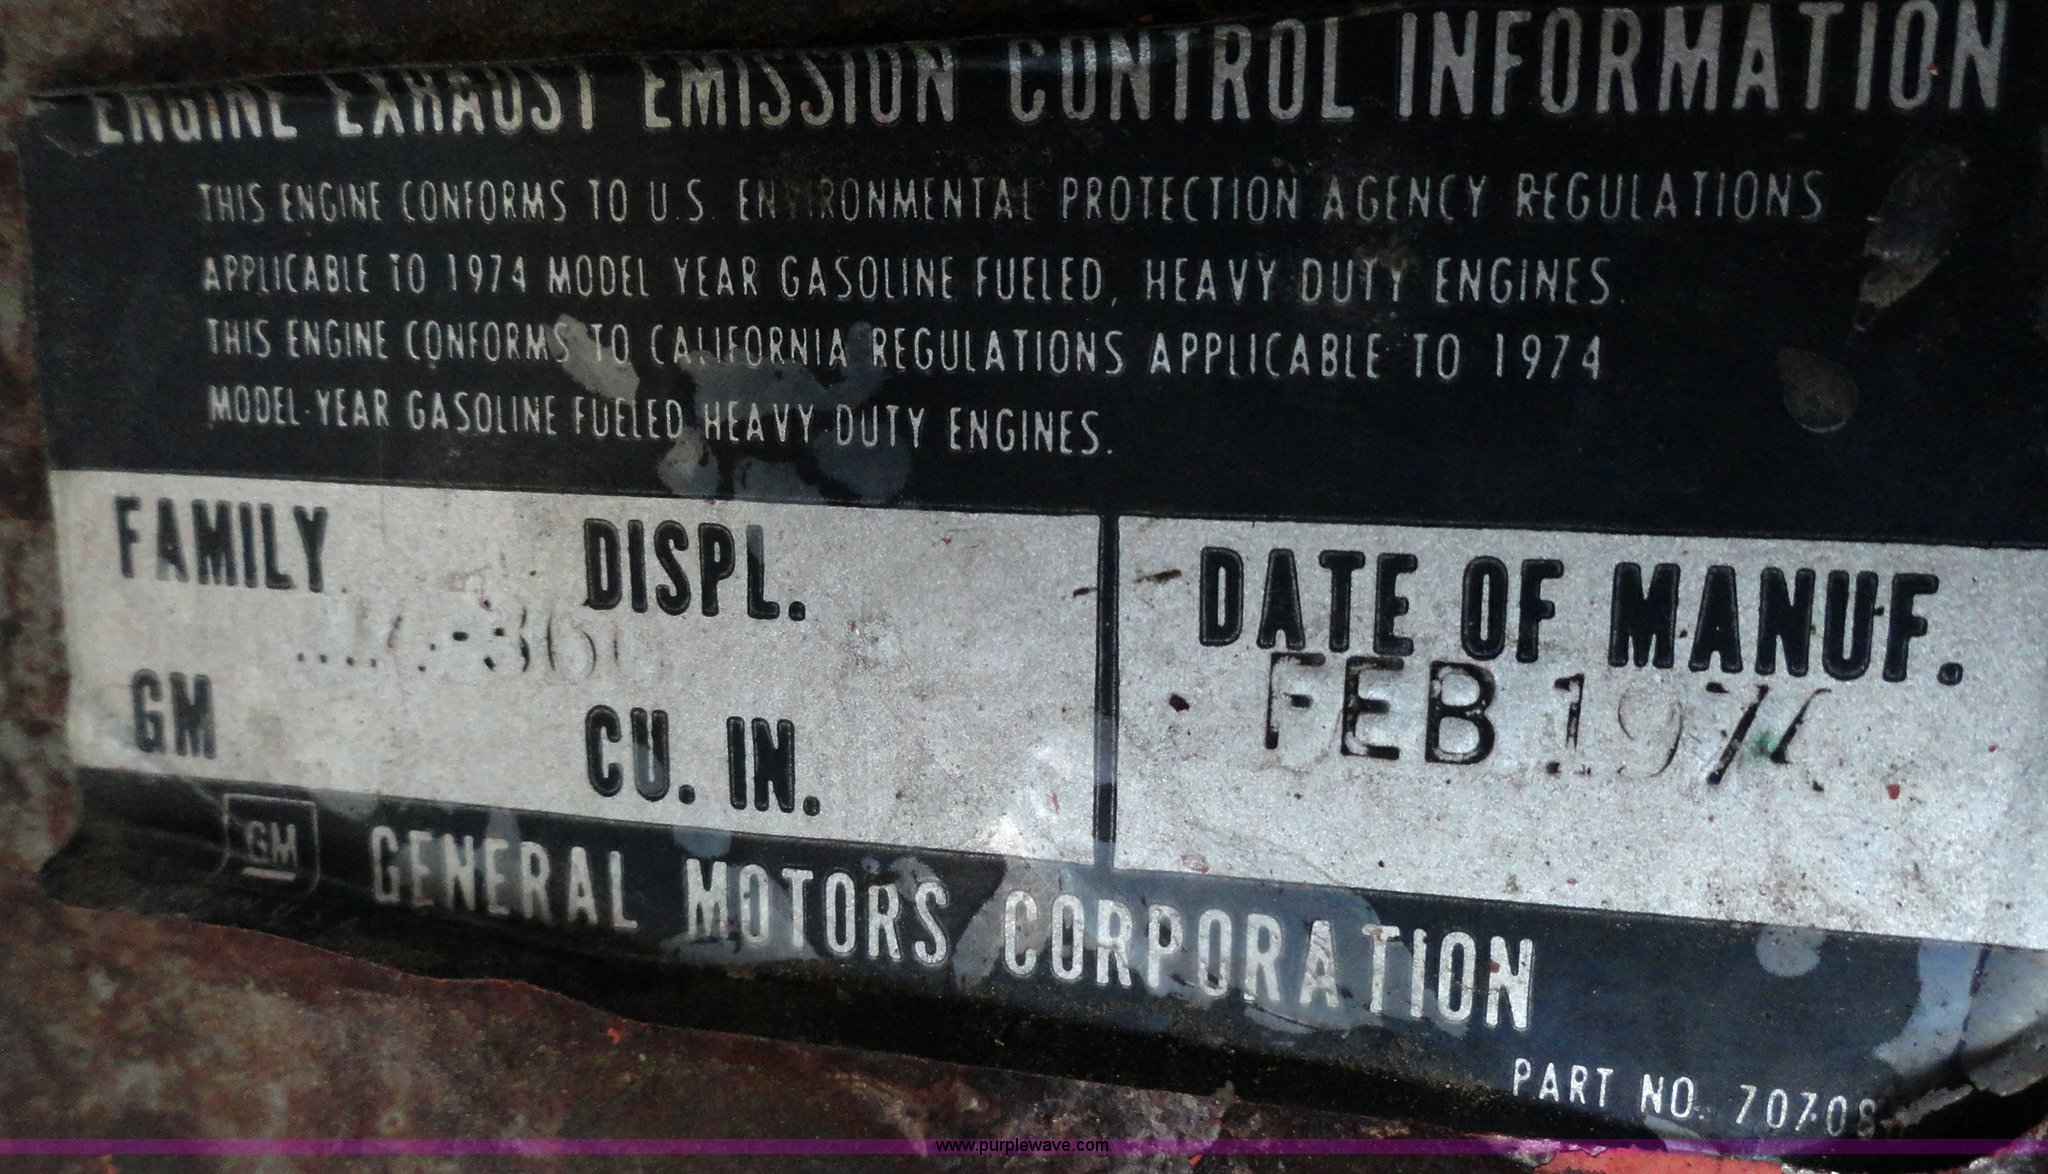 ENGINE EXHAUST EMISSION CONTROL INFORMATION
THIS ENGINE CONFORMS TO U.S. ENVIRONMENTAL PROTECTION AGENCY REGULATIONS
APPLICABLE TO 1974 MODEL YEAR GASOLINE FUELED, HEAVY DUTY ENGINES.
THIS ENGINE CONFORMS TO CALIFORNIA REGULATIONS APPLICABLE TO 1974
MODEL YEAR GASOLINE FUELED HEAVY DUTY ENGINES.
FAMILY DISPL.
GM CU. IN.
DATE OF MANUF.
FEB 1974
GM GENERAL MOTORS CORPORATION
PART NO. 70708
www.purplewave.com